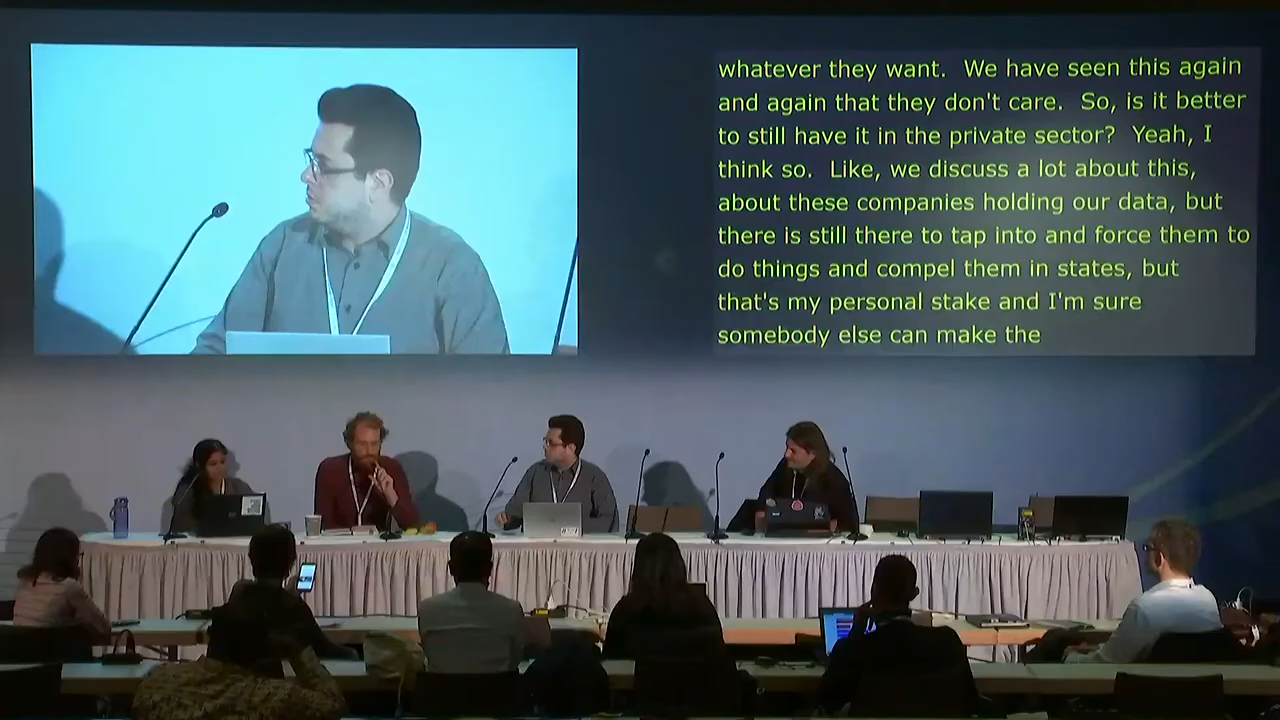 whatever they want.  We have seen this again
and again that they don't care.  So, is it better
to still have it in the private sector?  Yeah, I
think so.  Like, we discuss a lot about this,
about these companies holding our data, but
there is still there to tap into and force them to
do things and compel them in states, but
that's my personal stake and I'm sure
somebody else can make the